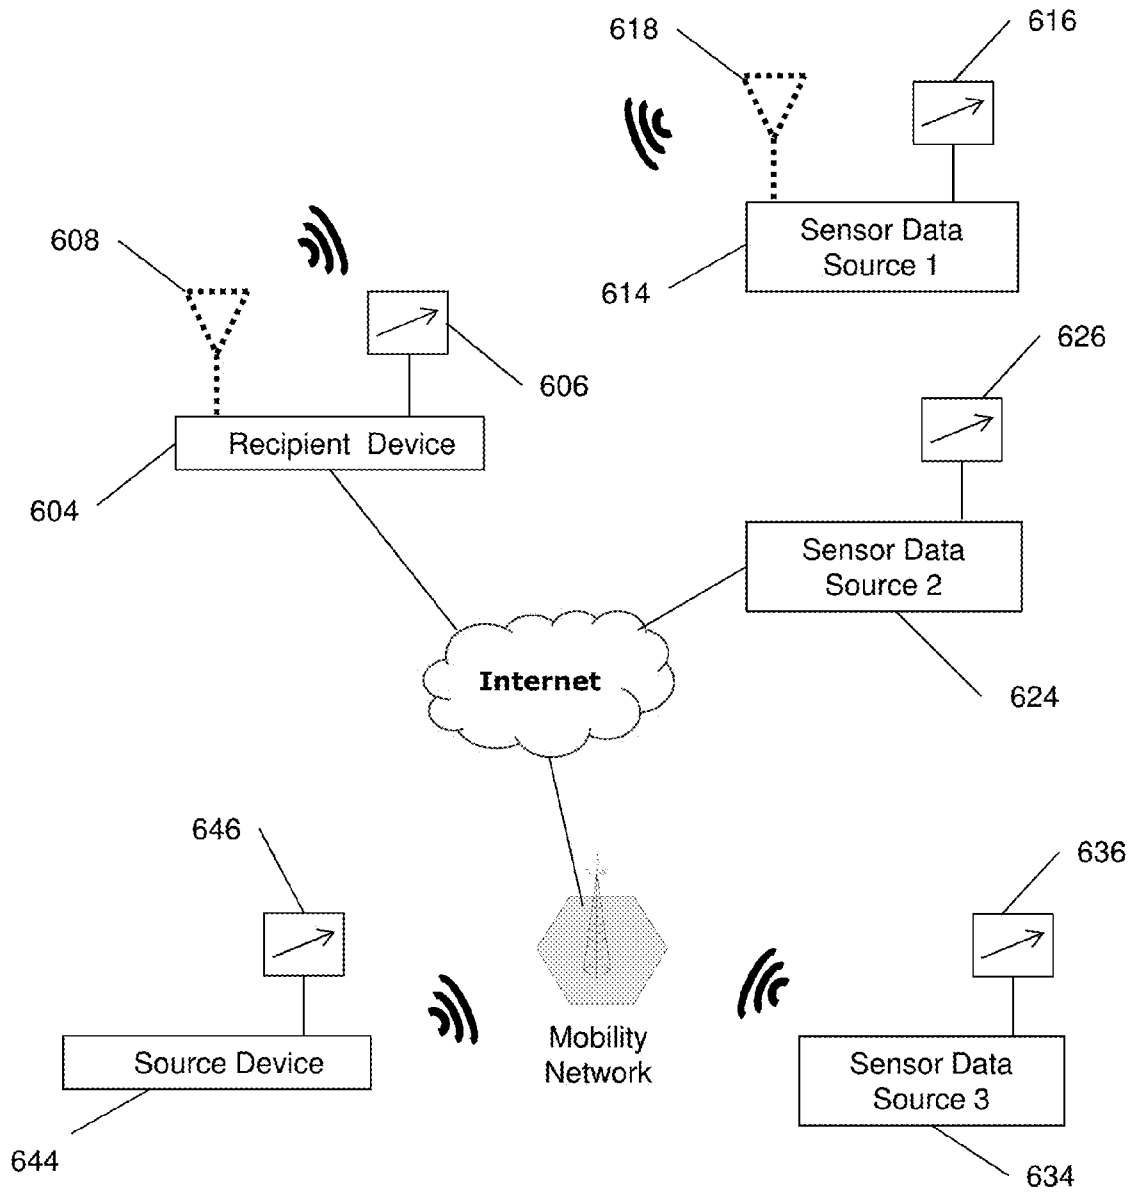 618
616
608
Sensor Data
Source 1
614
626
606
Recipient Device
604
Sensor Data
Source 2
Internet
624
646
636
Mobility
Network
Source Device
Sensor Data
Source 3
644
634